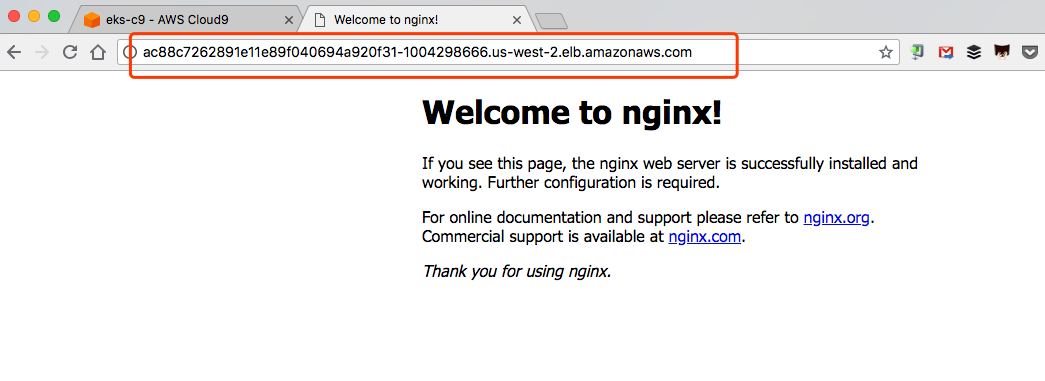 eks-c9 - AWS Cloud9
Welcome to nginx!
ac88c7262891e11e89f040694a920f31-1004298666.us-west-2.elb.amazonaws.com
Welcome to nginx!
If you see this page, the nginx web server is successfully installed and
working. Further configuration is required.
For online documentation and support please refer to nginx.org.
Commercial support is available at nginx.com.
Thank you for using nginx.